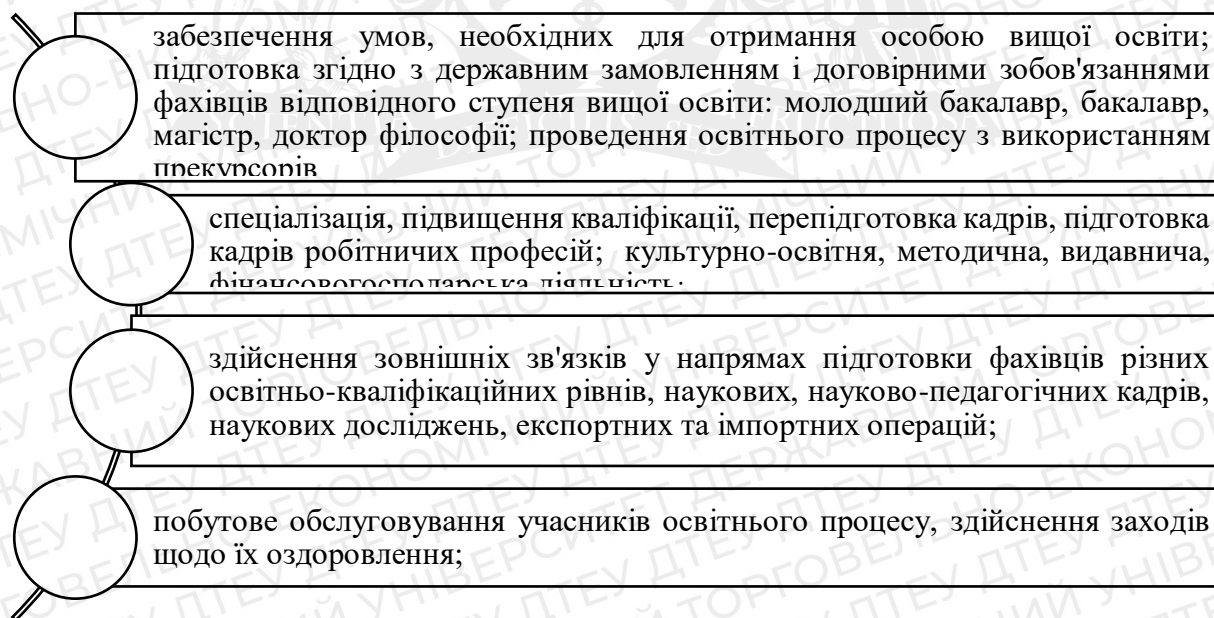 забезпечення умов, необхідних для отримання особою вищої освіти;
підготовка згідно з державним замовленням і договірними зобов'язаннями
фахівців відповідного ступеня вищої освіти: молодший бакалавр, бакалавр,
магістр, доктор філософії; проведення освітнього процесу з використанням
прекурсорів
спеціалізація, підвищення кваліфікації, перепідготовка кадрів, підготовка
кадрів робітничих професій; культурно-освітня, методична, видавнича,
фінансовогосподарська діяльність;
здійснення зовнішніх зв'язків у напрямах підготовки фахівців різних
освітньо-кваліфікаційних рівнів, наукових, науково-педагогічних кадрів,
наукових досліджень, експортних та імпортних операцій;
побутове обслуговування учасників освітнього процесу, здійснення заходів
щодо їх оздоровлення;